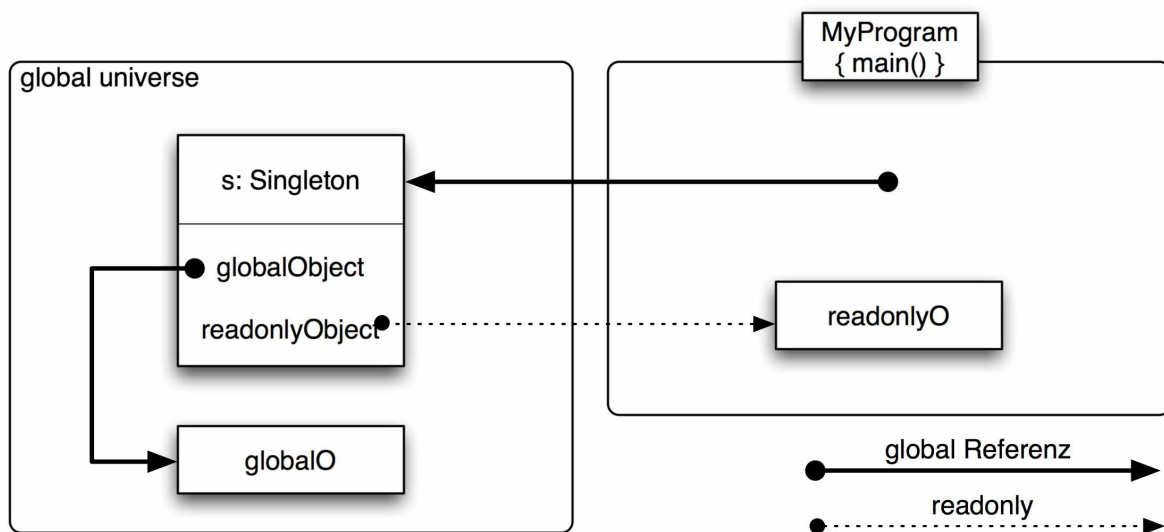 MyProgram
{ main() }
global universe
s: Singleton
globalObject
readonlyObject
readonlyO
globalO
global Referenz
readonly